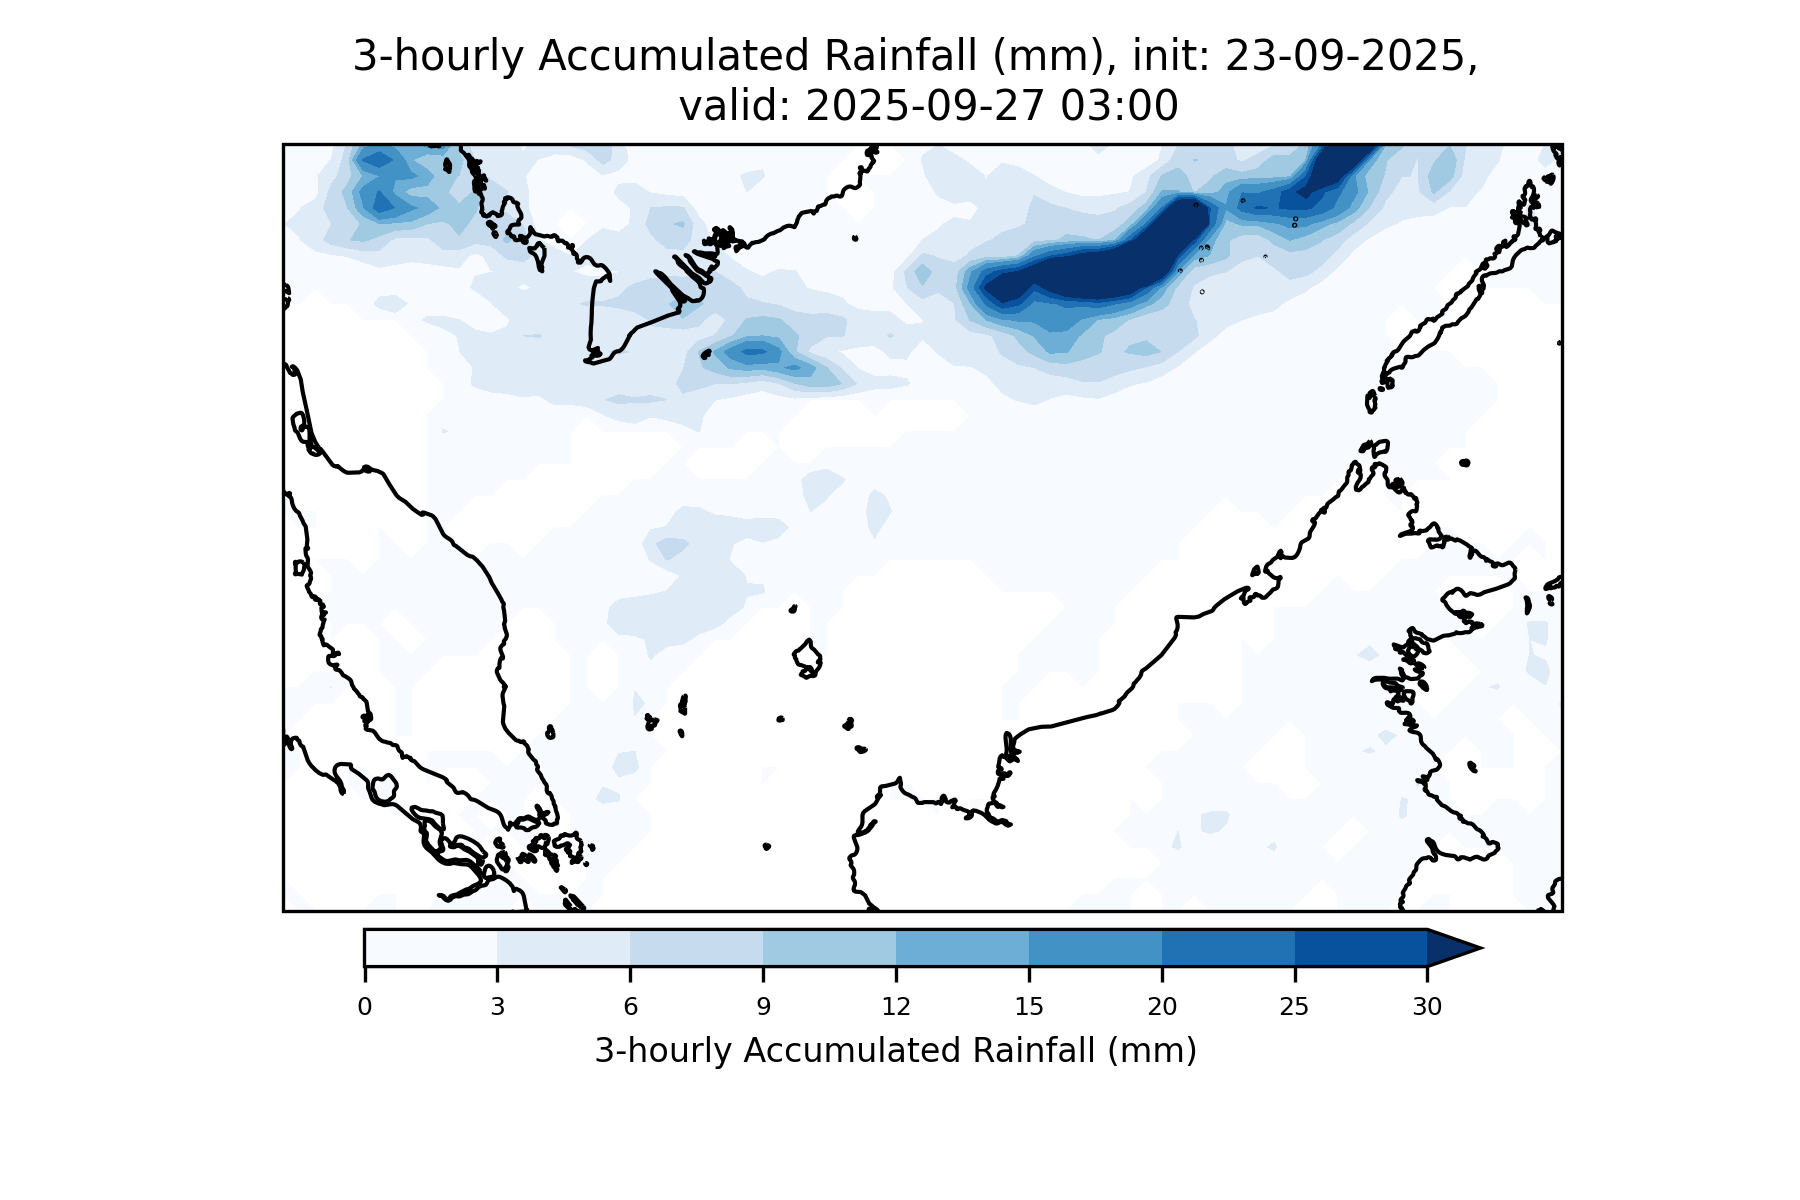 3-hourly Accumulated Rainfall (mm), init: 23-09-2025,
valid: 2025-09-27 03:00
0 3 6 9 12 15 20 25 30
3-hourly Accumulated Rainfall (mm)